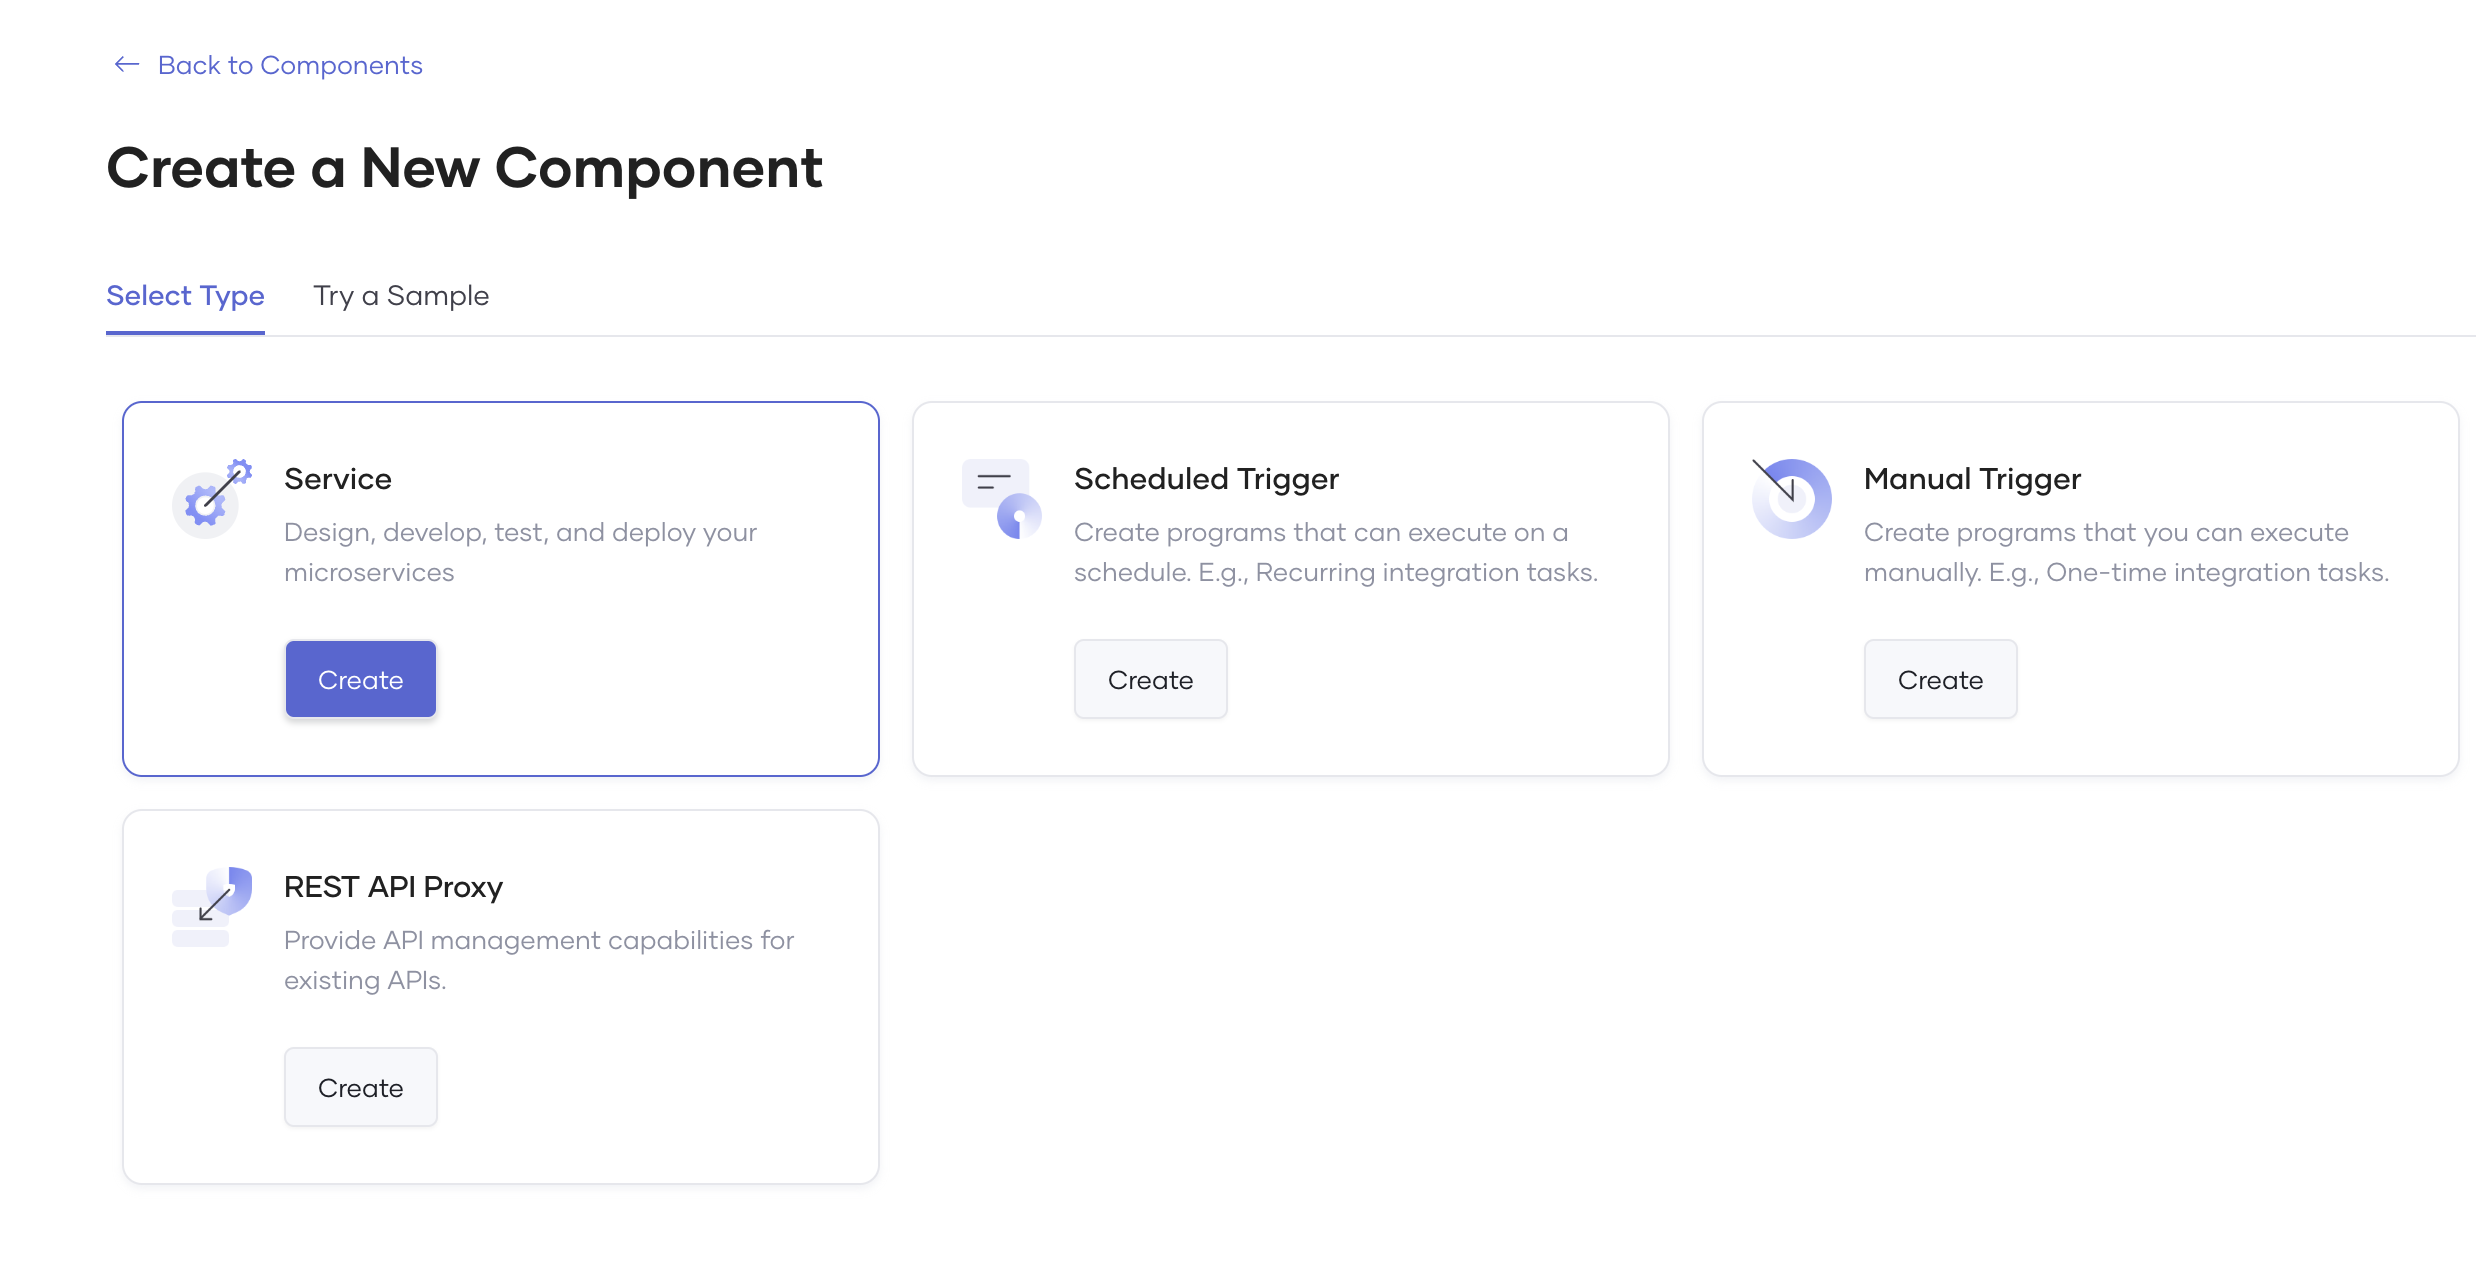 Back to Components
Create a New Component
Select Type
Try a Sample
Service
Design, develop, test, and deploy your
microservices
Create
Scheduled Trigger
Create programs that can execute on a
schedule. E.g., Recurring integration tasks.
Create
Manual Trigger
Create programs that you can execute
manually. E.g., One-time integration tasks.
Create
REST API Proxy
Provide API management capabilities for
existing APIs.
Create